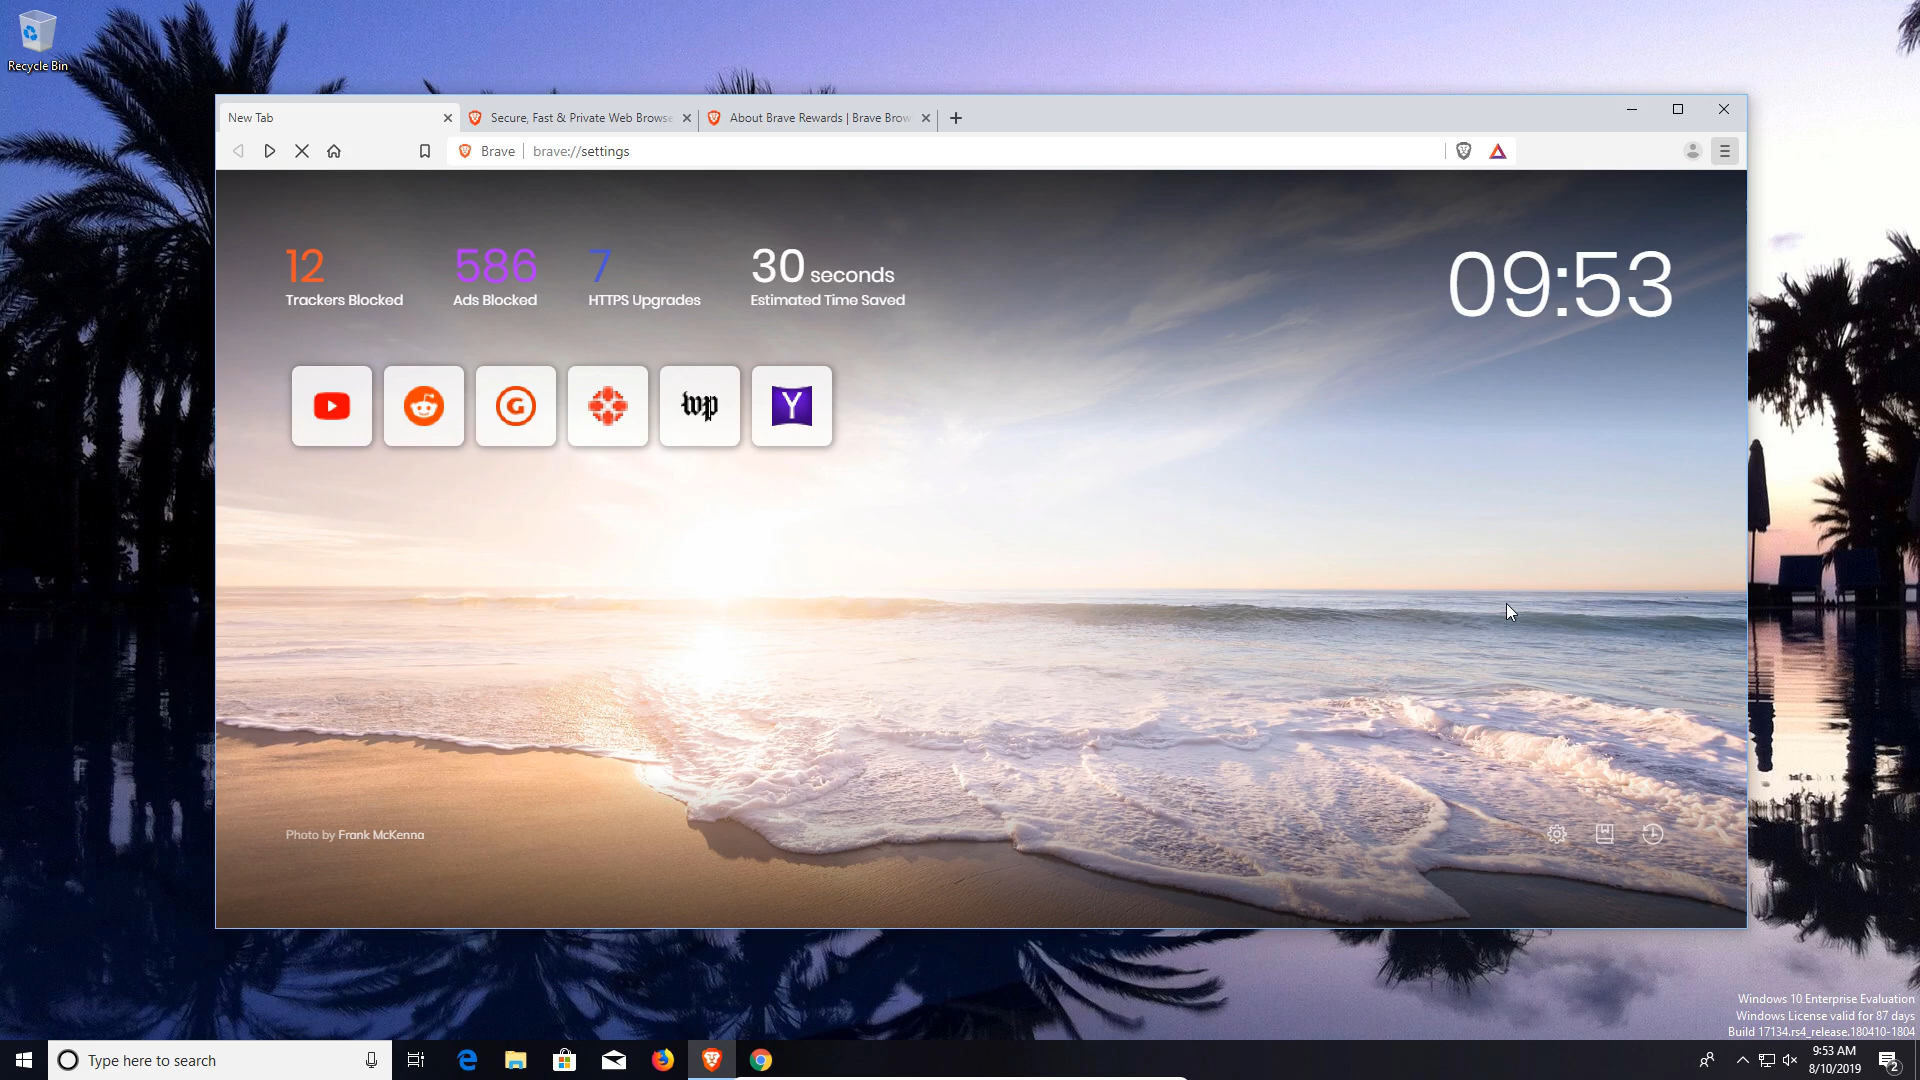 Recycle Bin
New Tab
Secure, Fast & Private Web Browse
About Brave Rewards | Brave Brow
Brave
brave://settings
12
Trackers Blocked
586
Ads Blocked
7
HTTPS Upgrades
30 seconds
Estimated Time Saved
09:53
G
wp
Y
Photo by Frank McKenna
Windows 10 Enterprise Evaluation
Windows License valid for 87 days
Build 17134.rs4_release.180410-1804
Type here to search
9:53 AM
8/10/2019
2